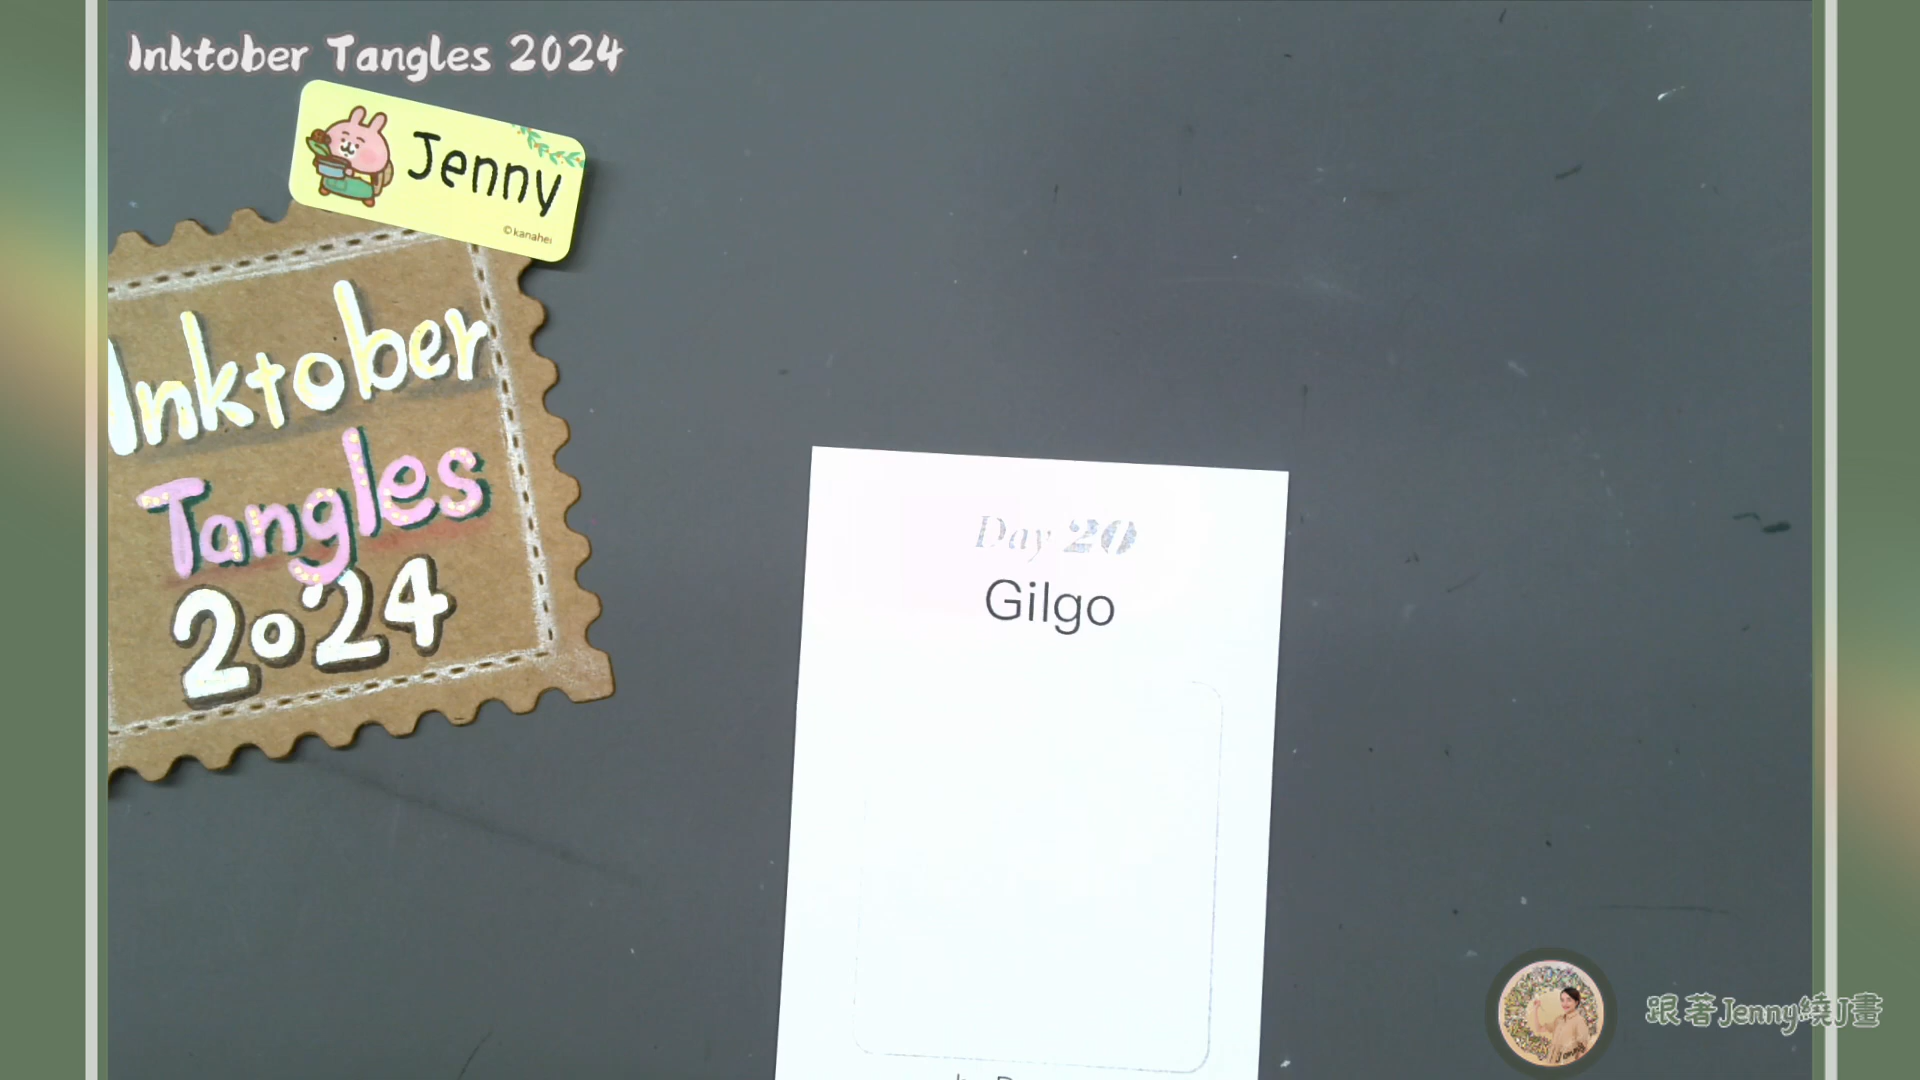 Inktober Tangles 2024
Jenny
©kanahei
Inktober
Tangles
2024
Day 20
Gilgo
跟著Jenny繞J畫